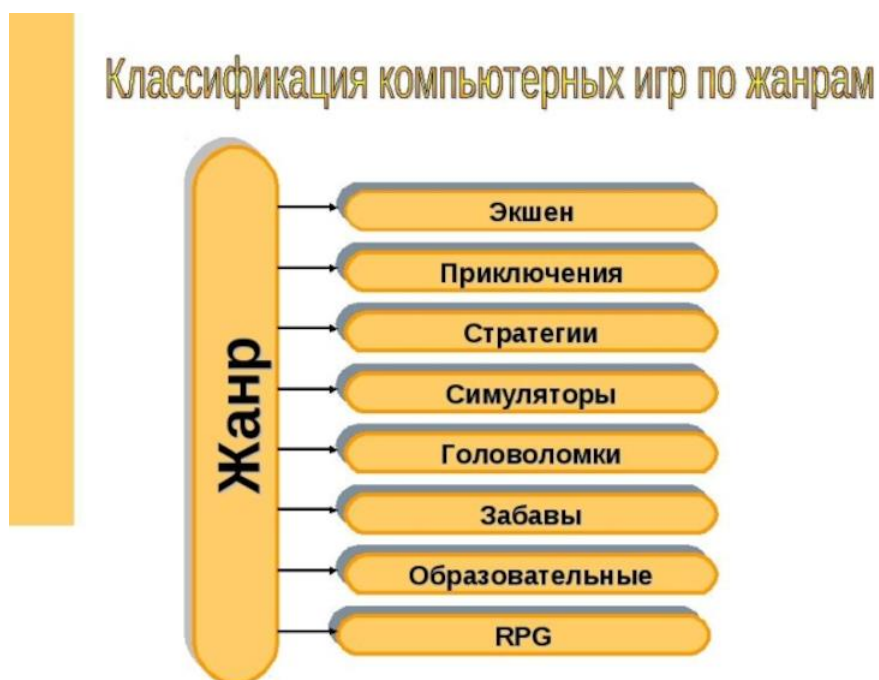 Классификация компьютерных игр по жанрам
Жанр
Экшен
Приключения
Стратегии
Симуляторы
Головоломки
Забавы
Образовательные
RPG